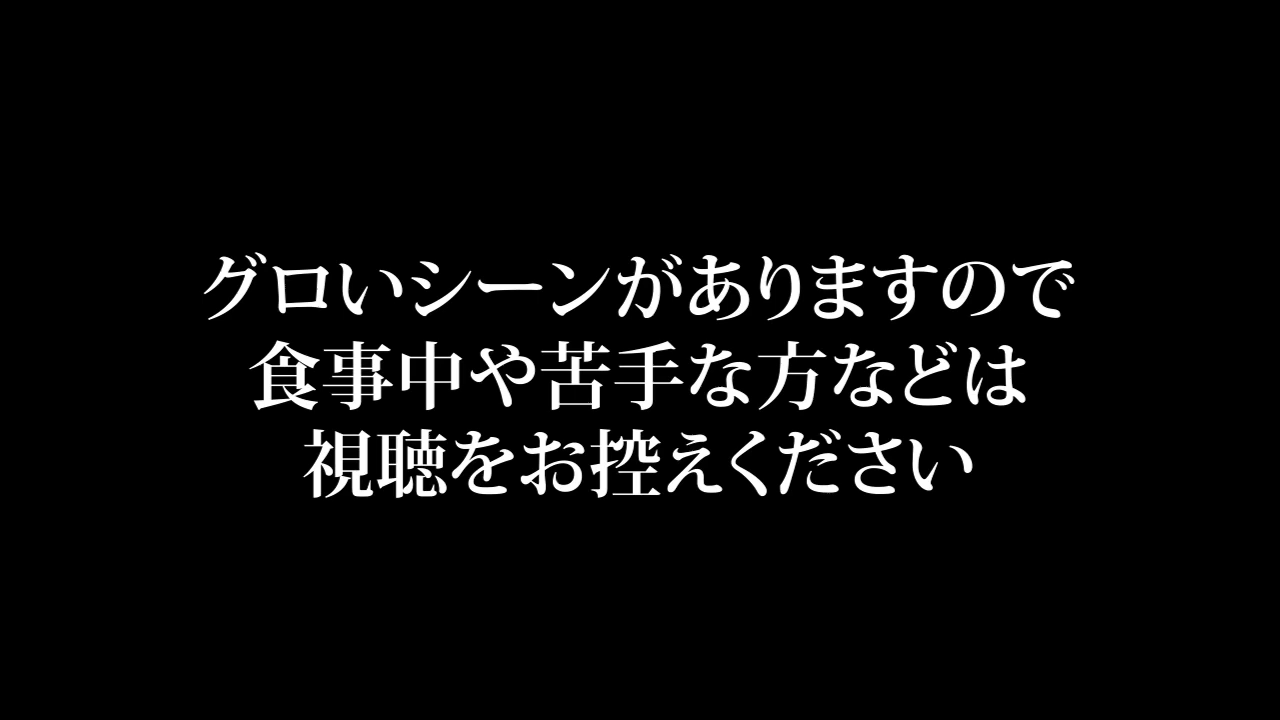 グロいシーンがありますので
食事中や苦手な方などは
視聴をお控えください